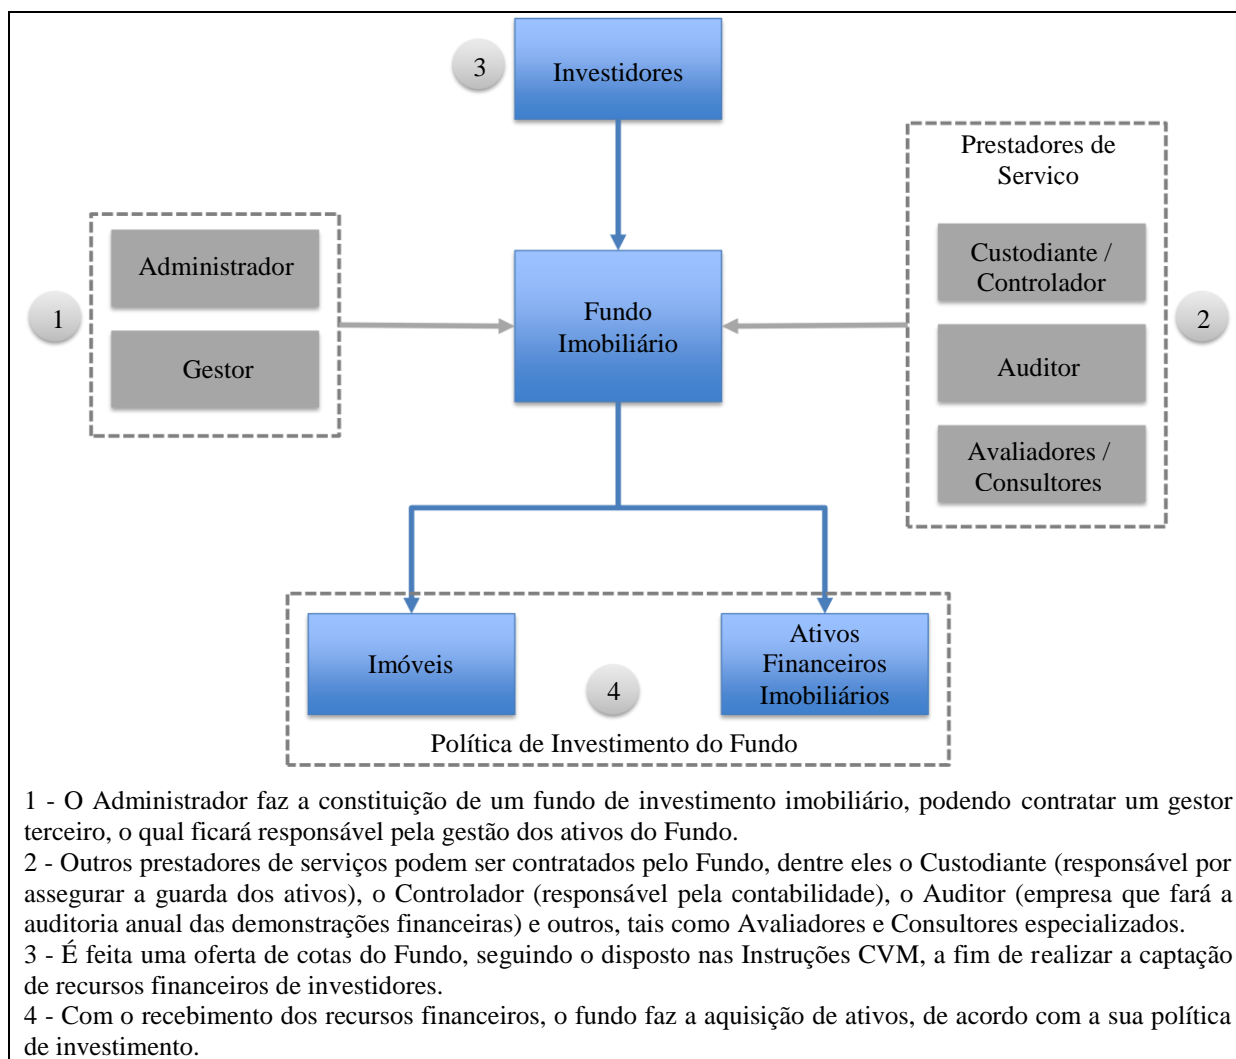 3
Investidores
Prestadores de
Servico
Administrador
Gestor
1
Fundo
Imobiliário
Custodiante /
Controlador
Auditor
Avaliadores /
Consultores
2
Imóveis
Ativos
Financeiros
Imobiliários
4
Política de Investimento do Fundo
1 - O Administrador faz a constituição de um fundo de investimento imobiliário, podendo contratar um gestor
terceiro, o qual ficará responsável pela gestão dos ativos do Fundo.
2 - Outros prestadores de serviços podem ser contratados pelo Fundo, dentre eles o Custodiante (responsável por
assegurar a guarda dos ativos), o Controlador (responsável pela contabilidade), o Auditor (empresa que fará a
auditoria anual das demonstrações financeiras) e outros, tais como Avaliadores e Consultores especializados.
3 - É feita uma oferta de cotas do Fundo, seguindo o disposto nas Instruções CVM, a fim de realizar a captação
de recursos financeiros de investidores.
4 - Com o recebimento dos recursos financeiros, o fundo faz a aquisição de ativos, de acordo com a sua política
de investimento.